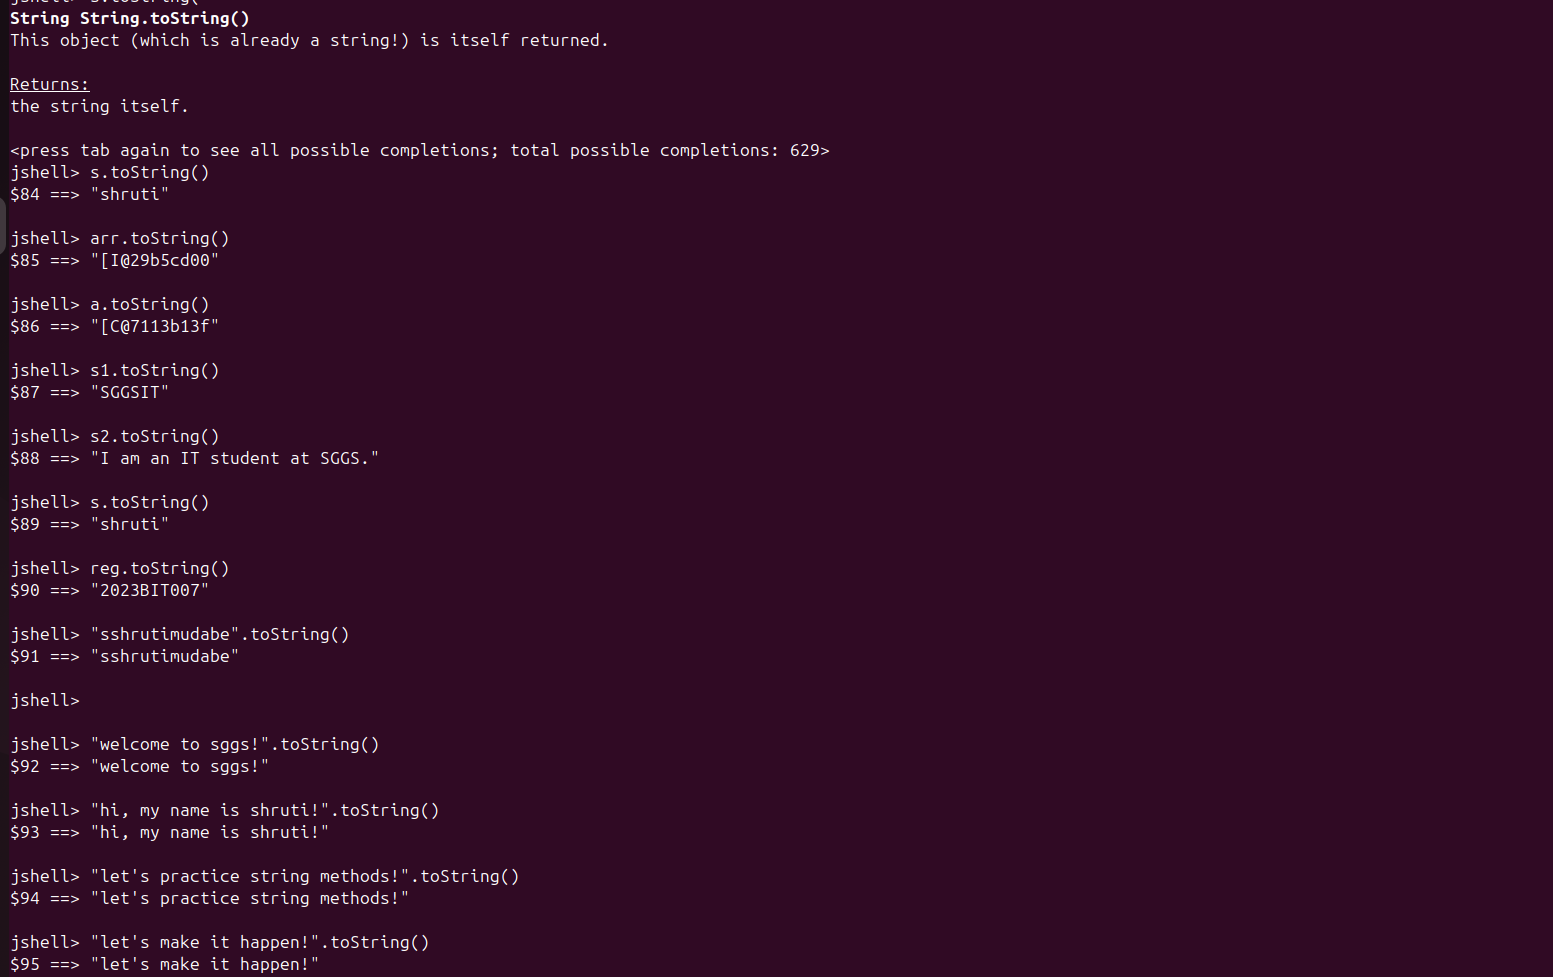 String String.toString()
This object (which is already a string!) is itself returned.
Returns:
the string itself.
<press tab again to see all possible completions; total possible completions: 629>
jshell> s.toString()
$84 ==> "shruti"
jshell> arr.toString()
$85 ==> "[I@29b5cd00"
jshell> a.toString()
$86 ==> "[C@7113b13f"
jshell> s1.toString()
$87 ==> "SGGSIT"
jshell> s2.toString()
$88 ==> "I am an IT student at SGGS."
jshell> s.toString()
$89 ==> "shruti"
jshell> reg.toString()
$90 ==> "2023BIT007"
jshell> "sshrutimudabe".toString()
$91 ==> "sshrutimudabe"
jshell>
jshell> "welcome to sggs!".toString()
$92 ==> "welcome to sggs!"
jshell> "hi, my name is shruti!".toString()
$93 ==> "hi, my name is shruti!"
jshell> "let's practice string methods!".toString()
$94 ==> "let's practice string methods!"
jshell> "let's make it happen!".toString()
$95 ==> "let's make it happen!"